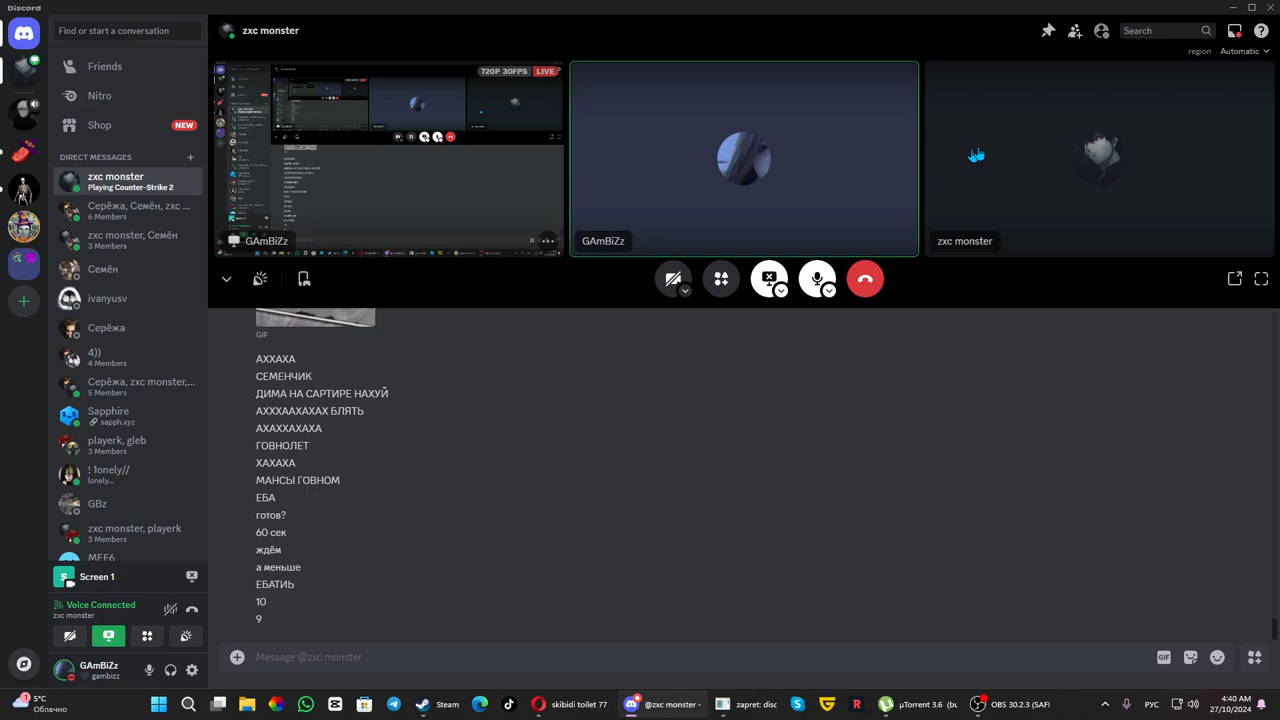 Discord
Find or start a conversation
Friends
Nitro
Shop
NEW
DIRECT MESSAGES
zxc monster
Playing Counter-Strike 2
Серёжа, Семён, zxc ...
6 Members
zxc monster, Семён
3 Members
Семён
ivanyusv
Серёжа
4))
4 Members
Серёжа, zxc monster,...
5 Members
Sapphire
sapph.xyz
playerk, gleb
3 Members
! 1onely//
lonely...
GBz
zxc monster, playerk
3 Members
MEE6
Screen 1
Voice Connected
zxc monster
GAmBiZz
gambizz
zxc monster
Search
region
Automatic
720P 30FPS
LIVE
GAmBiZz
GAmBiZz
zxc monster
GIF
АХХАХА
СЕМЕНЧИК
ДИМА НА САРТИРЕ НАХУЙ
АХХХААХАХАХ БЛЯТЬ
АХАХХАХАХА
ГОВНОЛЕТ
ХАХАХА
МАНСЫ ГОВНОМ
ЕБА
готов?
60 сек
ждём
а меньше
ЕБАТИЬ
10
9
Message @zxc monster
GIF
1
5°C
Облачно
Steam
skibidi toilet 77
@zxc monster -
zapret: disc
µTorrent 3.6 (bu
OBS 30.2.3 (SAFI
РУС
4:40 AM
27/10/2024